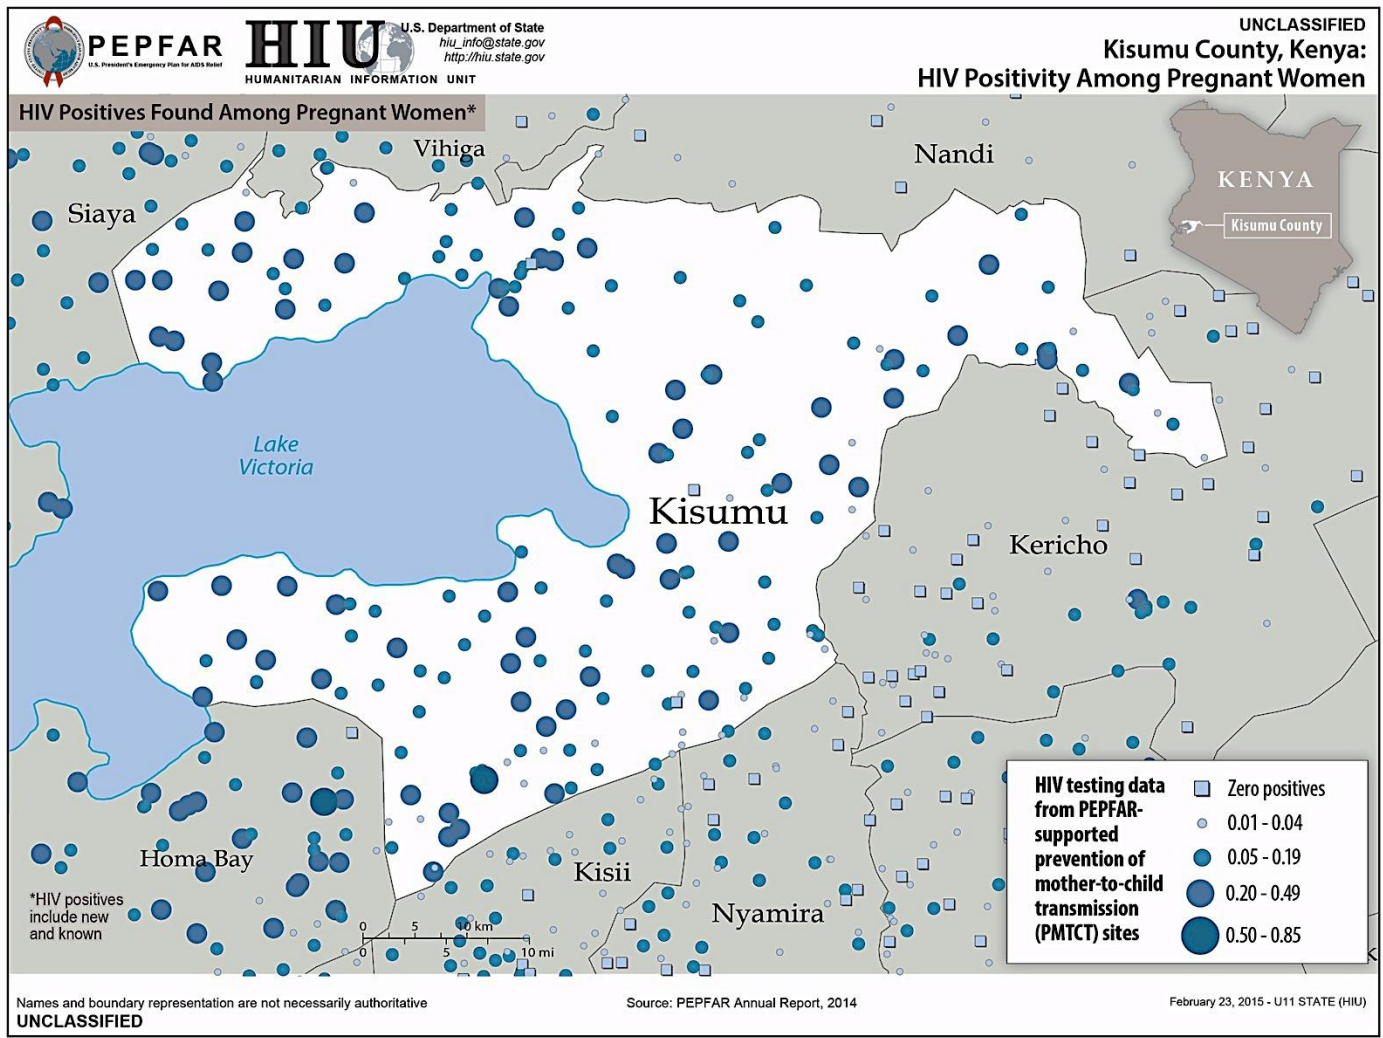 PEPFAR
U.S. President's Emergency Plan for AIDS Relief
HIU
HUMANITARIAN INFORMATION UNIT
U.S. Department of State
hiu_info@state.gov
http://hiu.state.gov
UNCLASSIFIED
Kisumu County, Kenya:
HIV Positivity Among Pregnant Women
HIV Positives Found Among Pregnant Women*
Vihiga
Nandi
Siaya
KENYA
Kisumu County
Lake
Victoria
Kisumu
Kericho
Homa Bay
Kisii
Nyamira
*HIV positives
include new
and known
0 5 10 km
0 5 10 mi
HIV testing data
from PEPFAR-
supported
prevention of
mother-to-child
transmission
(PMTCT) sites
Zero positives
0.01 - 0.04
0.05 - 0.19
0.20 - 0.49
0.50 - 0.85
Names and boundary representation are not necessarily authoritative
UNCLASSIFIED
Source: PEPFAR Annual Report, 2014
February 23, 2015 - U11 STATE (HIU)